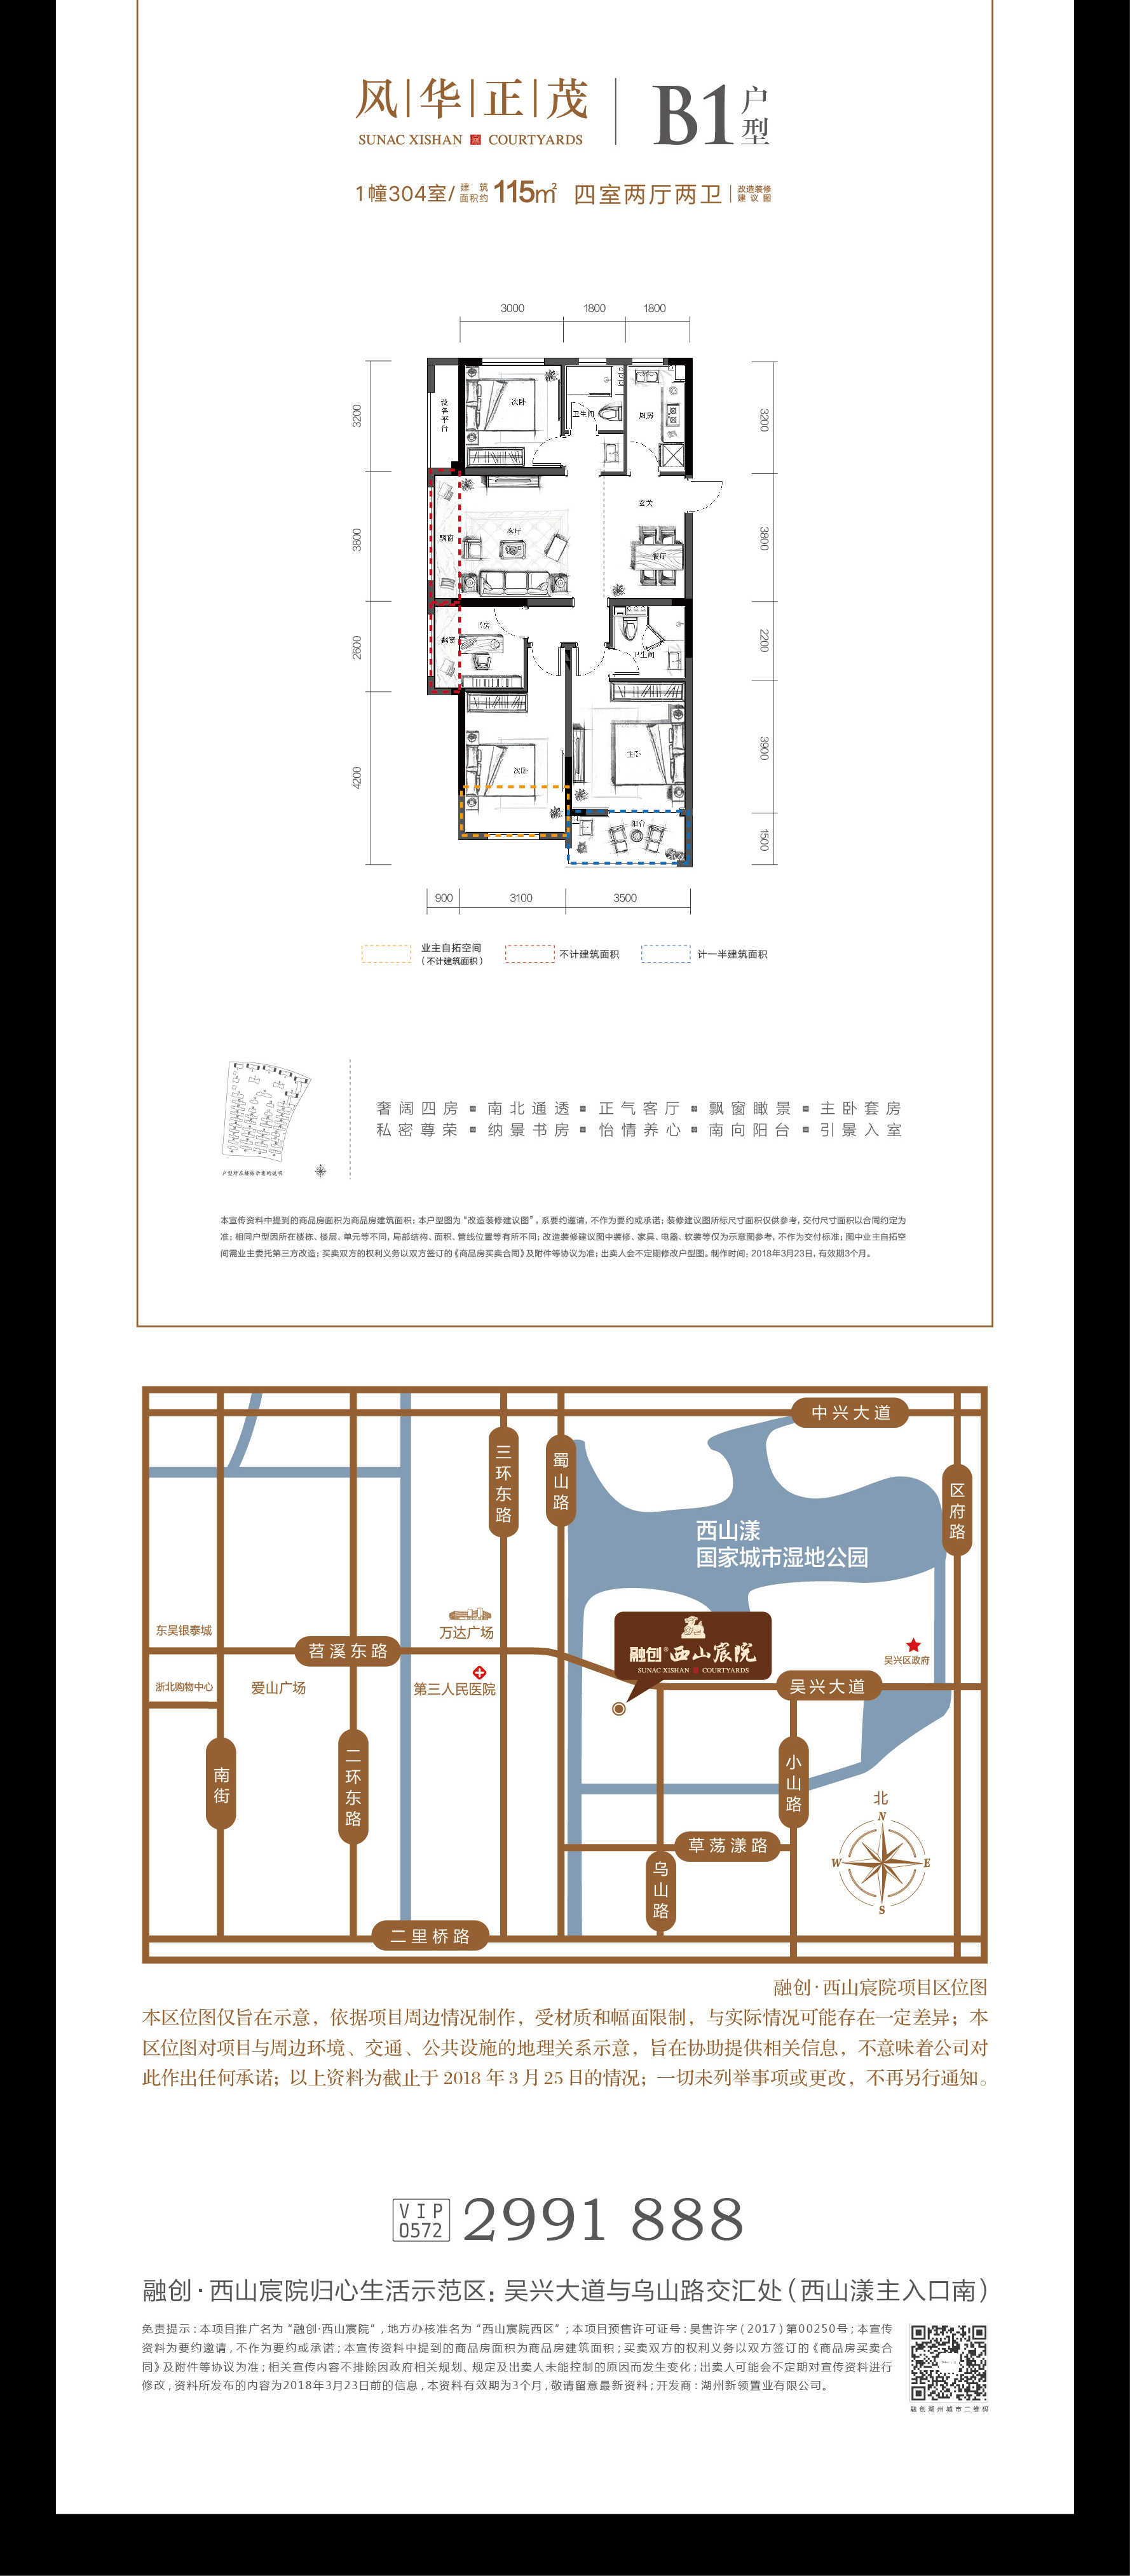 风华正茂
SUNAC XISHAN COURTYARDS
B1户型
1幢304室/建筑面积约115㎡ 四室两厅两卫 改造装修建议图
3000 1800 1800
3200
3800
2600
4200
3200
3800
2200
3900
1500
设备平台
次卧
卫生间
厨房
玄关
客厅
飘窗
餐厅
书房
飘窗
卫生间
次卧
主卧
阳台
900 3100 3500
业主自拓空间
(不计建筑面积)
不计建筑面积
计一半建筑面积
奢阔四房 南北通透 正气客厅 飘窗瞰景 主卧套房
私密尊荣 纳景书房 怡情养心 南向阳台 引景入室
户型所在楼栋示意的说明
本宣传资料中提到的商品房面积为商品房建筑面积；本户型图为“改造装修建议图”，系要约邀请，不作为要约或承诺；装修建议图所标尺寸面积仅供参考，交付尺寸面积以合同约定为
准；相同户型因所在楼栋、楼层、单元等不同，局部结构、面积、管线位置等有所不同；改造装修建议图中装修、家具、电器、软装等仅为示意图参考，不作为交付标准；图中业主自拓空
间需业主委托第三方改造；买卖双方的权利义务以双方签订的《商品房买卖合同》及附件等协议为准；出卖人会不定期修改户型图。制作时间：2018年3月23日，有效期3个月。
中兴大道
三环东路
蜀山路
区府路
西山漾
国家城市湿地公园
东吴银泰城
万达广场
苕溪东路
融创®西山宸院
SUNAC XISHAN COURTYARDS
吴兴区政府
浙北购物中心
爱山广场
第三人民医院
吴兴大道
南街
二环东路
小山路
北
N
W E
S
草荡漾路
乌山路
二里桥路
融创·西山宸院项目区位图
本区位图仅旨在示意，依据项目周边情况制作，受材质和幅面限制，与实际情况可能存在一定差异；本
区位图对项目与周边环境、交通、公共设施的地理关系示意，旨在协助提供相关信息，不意味着公司对
此作出任何承诺；以上资料为截止于2018年3月25日的情况；一切未列举事项或更改，不再另行通知。
VIP
0572
2991 888
融创·西山宸院归心生活示范区：吴兴大道与乌山路交汇处（西山漾主入口南）
免责提示：本项目推广名为“融创·西山宸院”，地方办核准名为“西山宸院西区”；本项目预售许可证号：吴售许字（2017）第00250号；本宣传
资料为要约邀请，不作为要约或承诺；本宣传资料中提到的商品房面积为商品房建筑面积；买卖双方的权利义务以双方签订的《商品房买卖合
同》及附件等协议为准；相关宣传内容不排除因政府相关规划、规定及出卖人未能控制的原因而发生变化；出卖人可能会不定期对宣传资料进行
修改，资料所发布的内容为2018年3月23日前的信息，本资料有效期为3个月，敬请留意最新资料；开发商：湖州新领置业有限公司。
融创湖州城市二维码